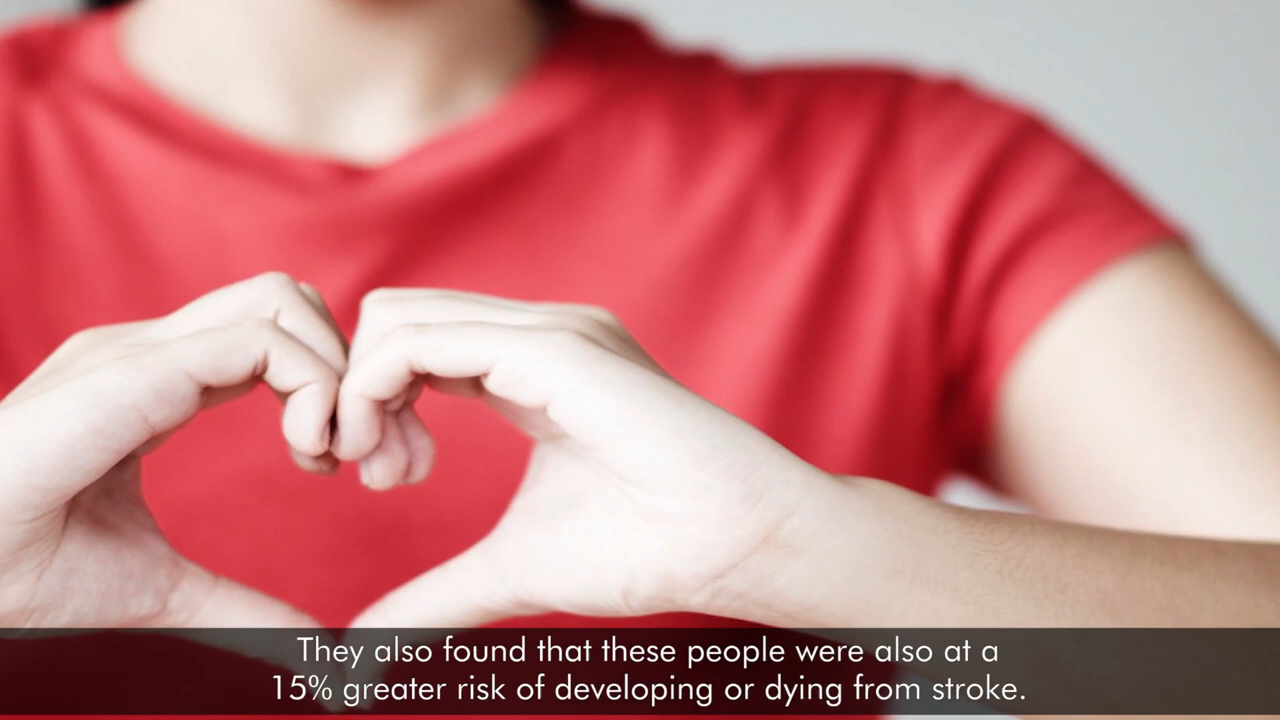 They also found that these people were also at a
15% greater risk of developing or dying from stroke.